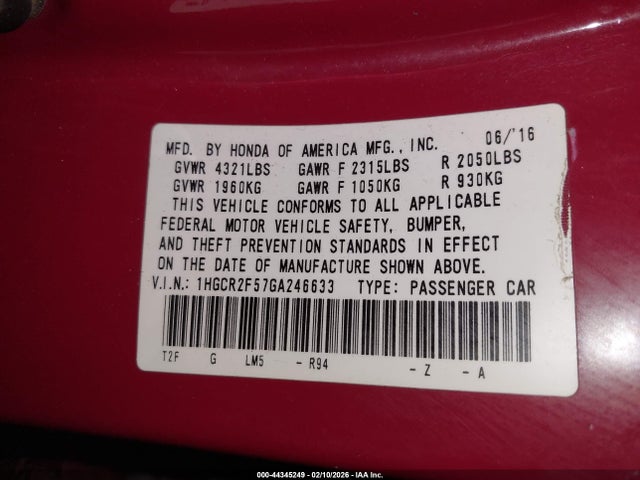 MFD. BY HONDA OF AMERICA MFG., INC. 06/'16
GVWR 4321LBS GAWR F 2315LBS R 2050LBS
GVWR 1960KG GAWR F 1050KG R 930KG
THIS VEHICLE CONFORMS TO ALL APPLICABLE
FEDERAL MOTOR VEHICLE SAFETY, BUMPER,
AND THEFT PREVENTION STANDARDS IN EFFECT
ON THE DATE OF MANUFACTURE SHOWN ABOVE.
V.I.N.: 1HGCR2F57GA246633 TYPE: PASSENGER CAR
T2F G LM5 - R94 - Z - A
000-44345249 - 02/10/2026 - IAA Inc.